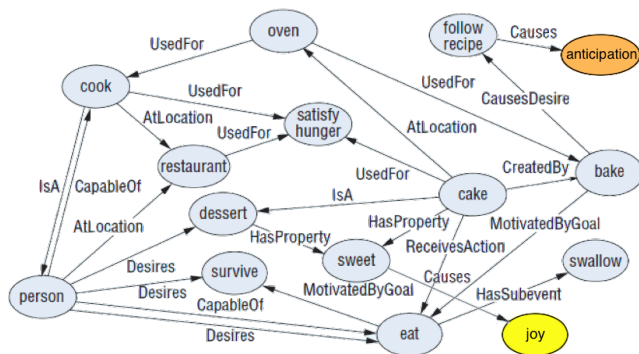 oven
follow
recipe
Causes
anticipation
UsedFor
cook
UsedFor
UsedFor
CausesDesire
AtLocation
satisfy
hunger
UsedFor
AtLocation
restaurant
UsedFor
CreatedBy
bake
IsA
CapableOf
IsA
cake
AtLocation
dessert
HasProperty
MotivatedByGoal
HasProperty
ReceivesAction
sweet
swallow
Desires
survive
Causes
HasSubevent
person
Desires
MotivatedByGoal
CapableOf
Desires
eat
joy